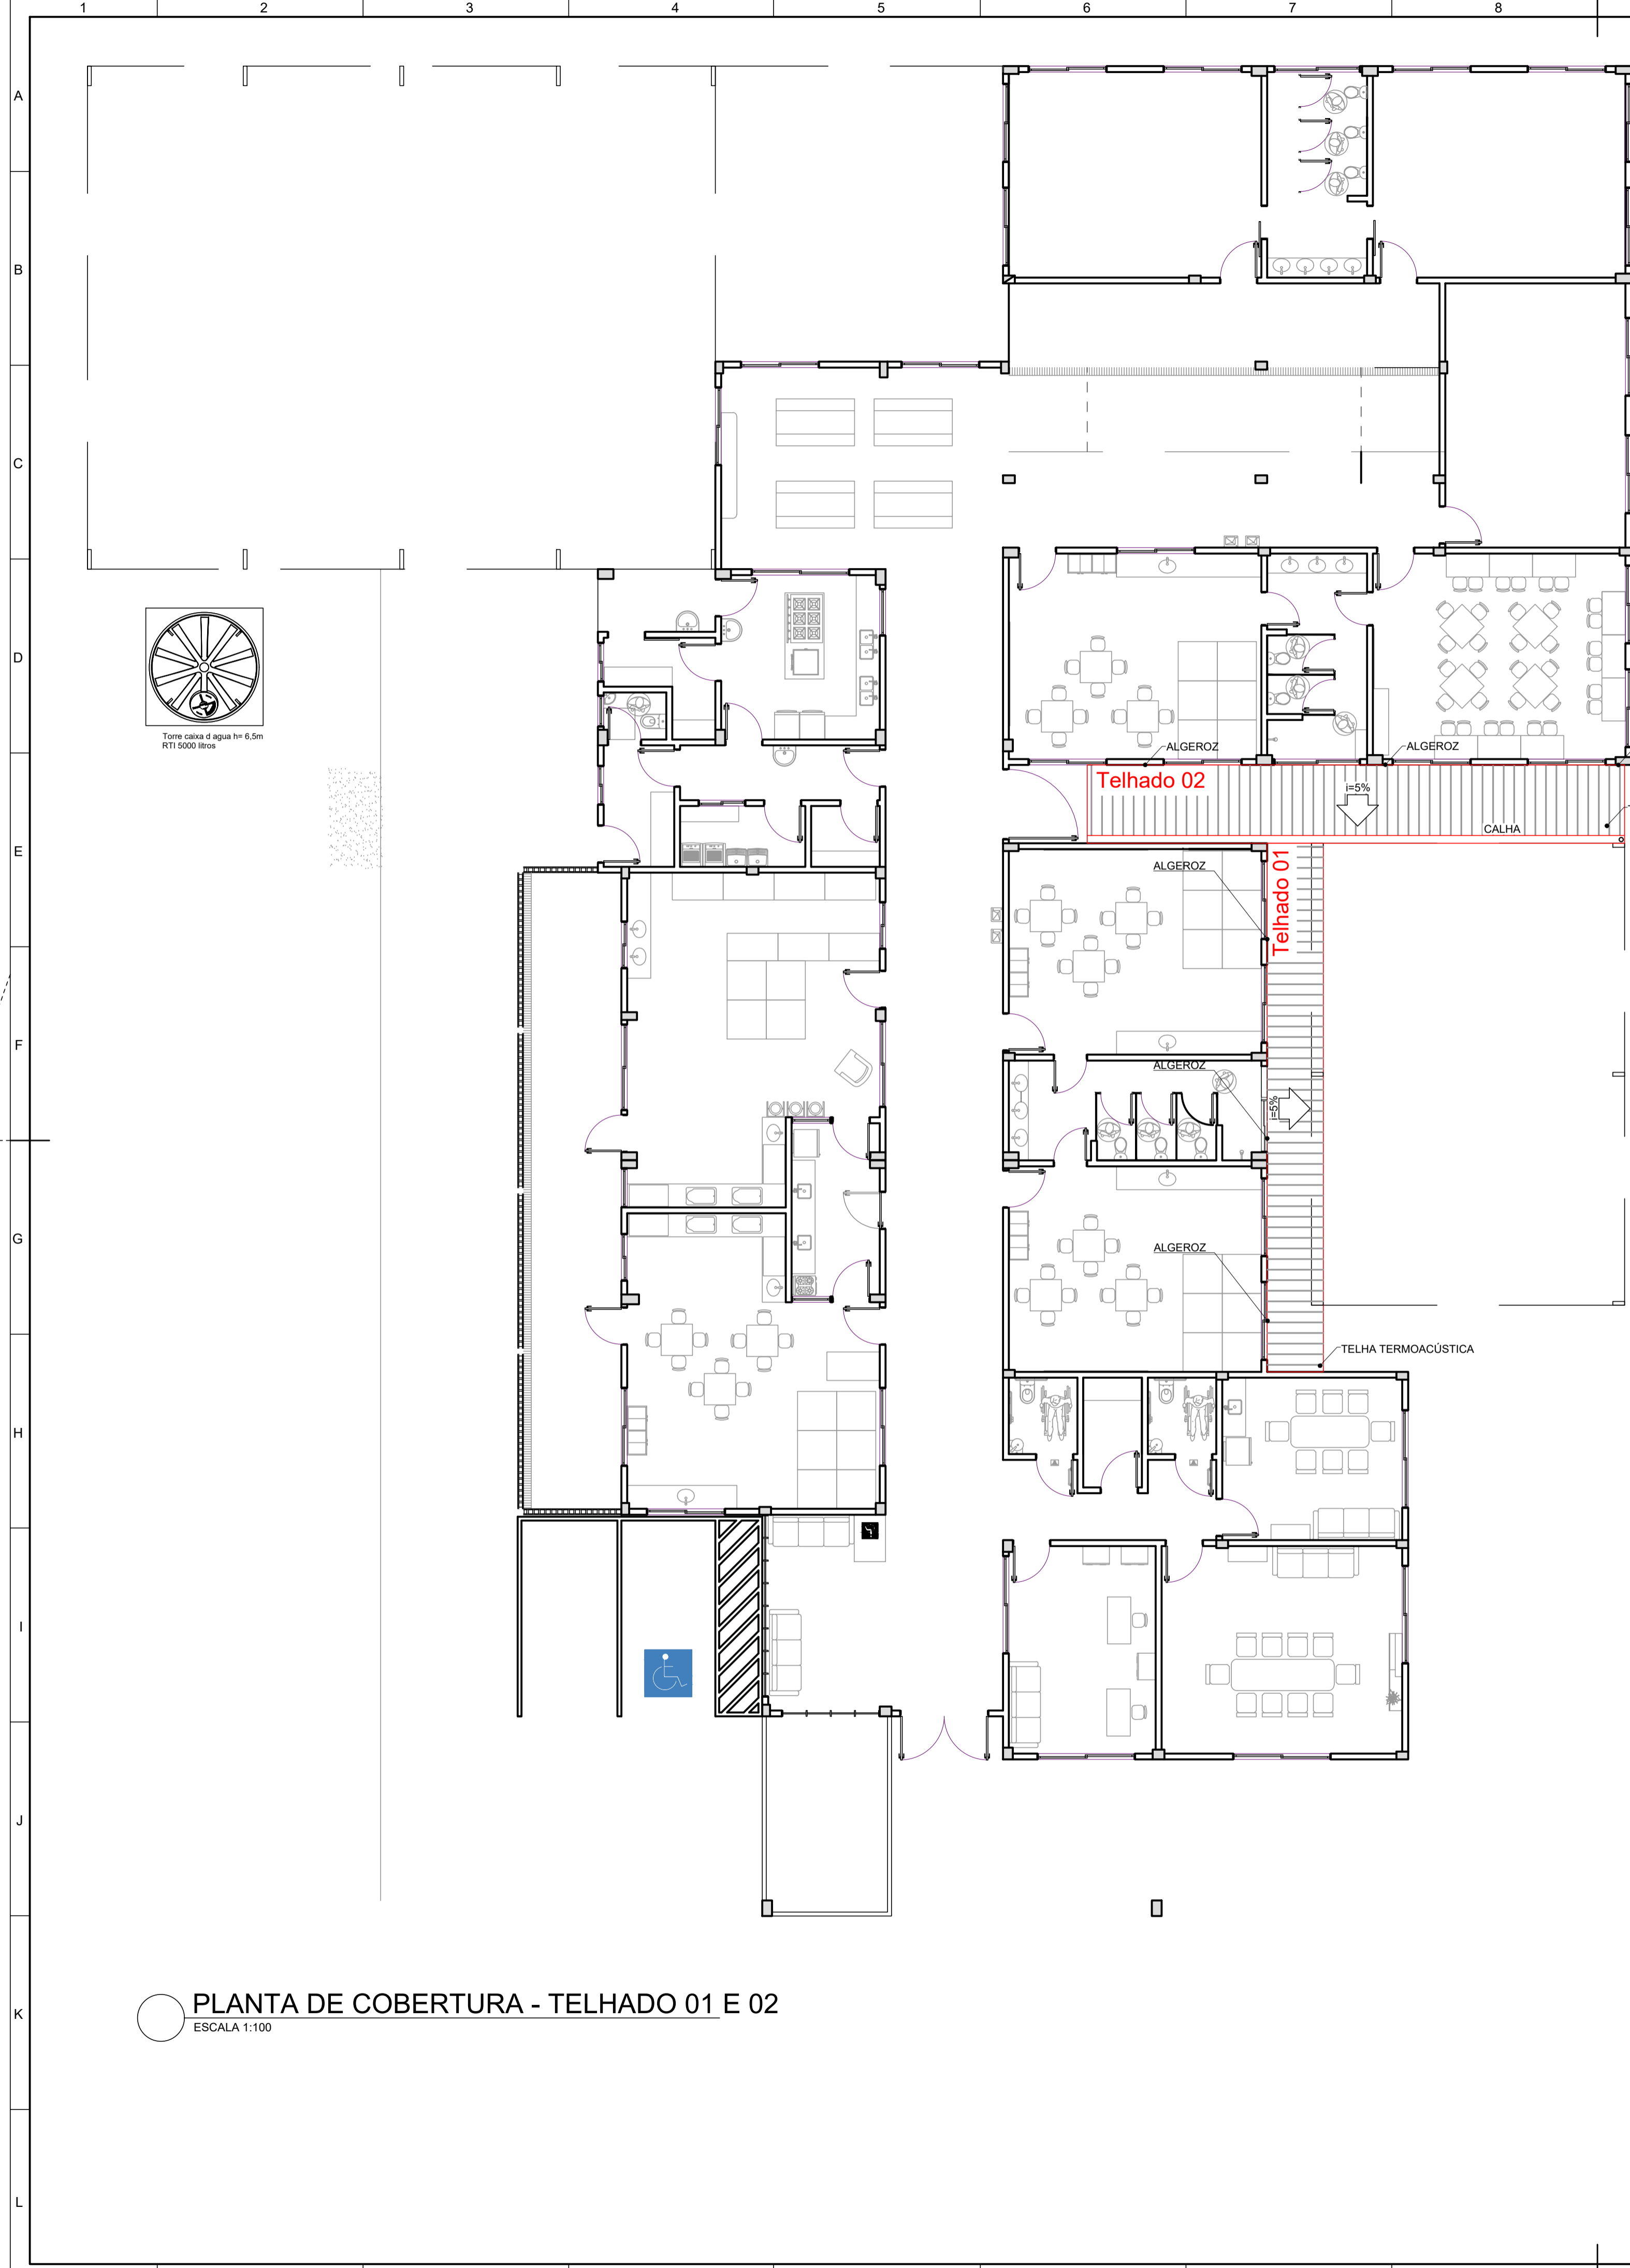 1
2
3
4
5
6
7
8
A
B
C
D
E
F
G
H
I
J
K
L
Torre caixa d agua h= 6,5m
RTI 5000 litros
ALGEROZ
ALGEROZ
Telhado 02
i=5%
CALHA
ALGEROZ
Telhado 01
ALGEROZ
i=5%
ALGEROZ
TELHA TERMOACÚSTICA
PLANTA DE COBERTURA - TELHADO 01 E 02
ESCALA 1:100